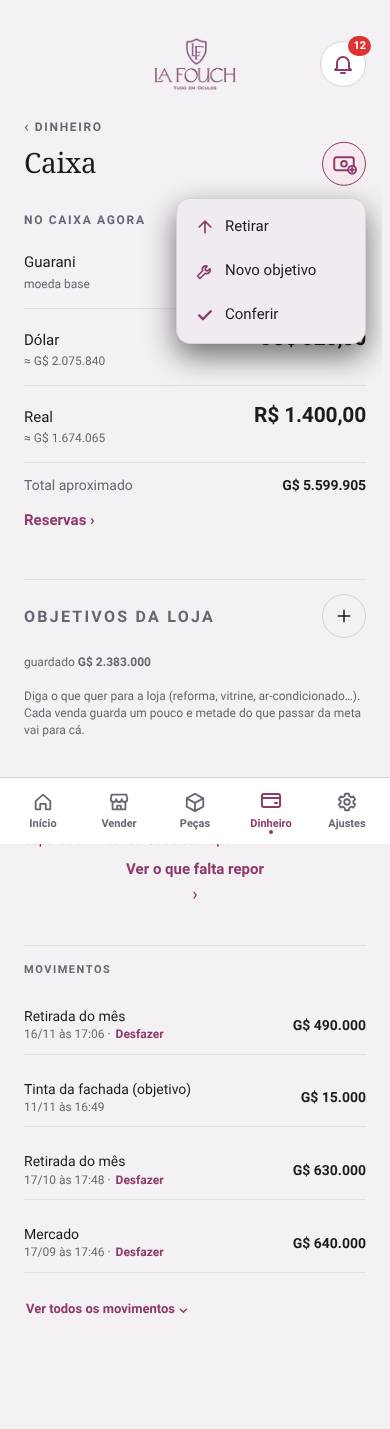 12
LF
LA FOUCH
TUDO EM ÓCULOS
‹ DINHEIRO
Caixa
NO CAIXA AGORA
Retirar
Novo objetivo
Conferir
Guarani
moeda base
Dólar
≈ G$ 2.075.840
Real
R$ 1.400,00
≈ G$ 1.674.065
Total aproximado
G$ 5.599.905
Reservas ›
OBJETIVOS DA LOJA
guardado G$ 2.383.000
Diga o que quer para a loja (reforma, vitrine, ar-condicionado...).
Cada venda guarda um pouco e metade do que passar da meta
vai para cá.
Início
Vender
Peças
Dinheiro
Ajustes
Ver o que falta repor
›
MOVIMENTOS
Retirada do mês
G$ 490.000
16/11 às 17:06 · Desfazer
Tinta da fachada (objetivo)
G$ 15.000
11/11 às 16:49
Retirada do mês
G$ 630.000
17/10 às 17:48 · Desfazer
Mercado
G$ 640.000
17/09 às 17:46 · Desfazer
Ver todos os movimentos